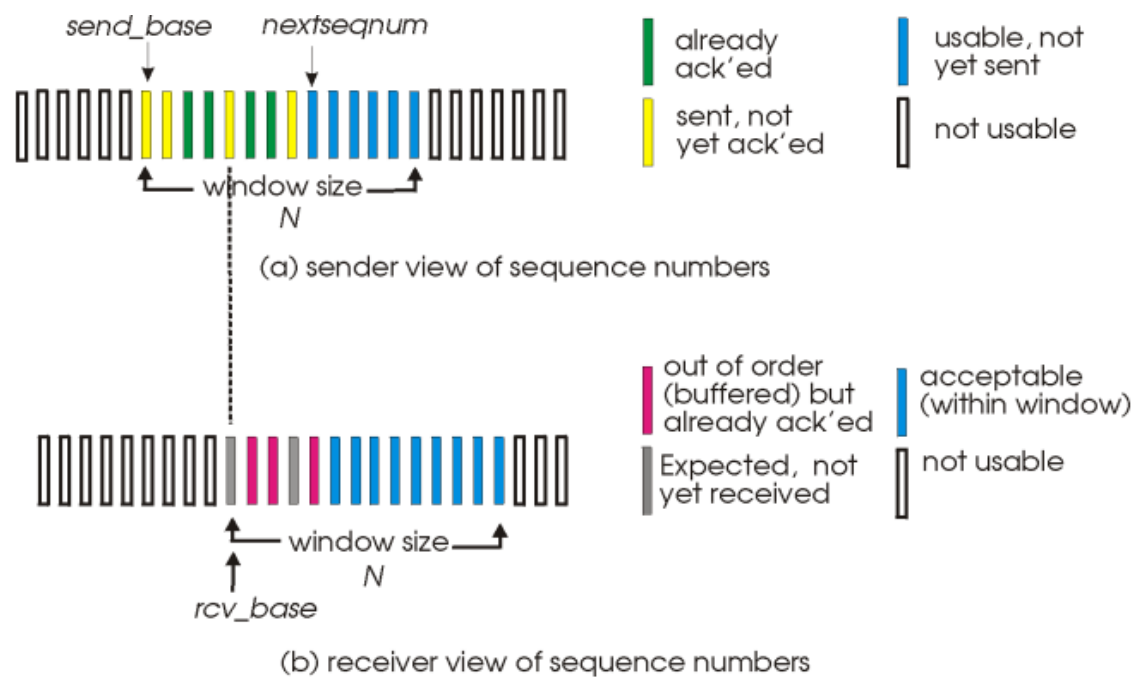 send_base
nextseqnum
already
ack'ed
usable, not
yet sent
sent, not
yet ack'ed
not usable
window size
N
(a) sender view of sequence numbers
out of order
(buffered) but
already ack'ed
acceptable
(within window)
Expected, not
yet received
not usable
window size
N
rcv_base
(b) receiver view of sequence numbers